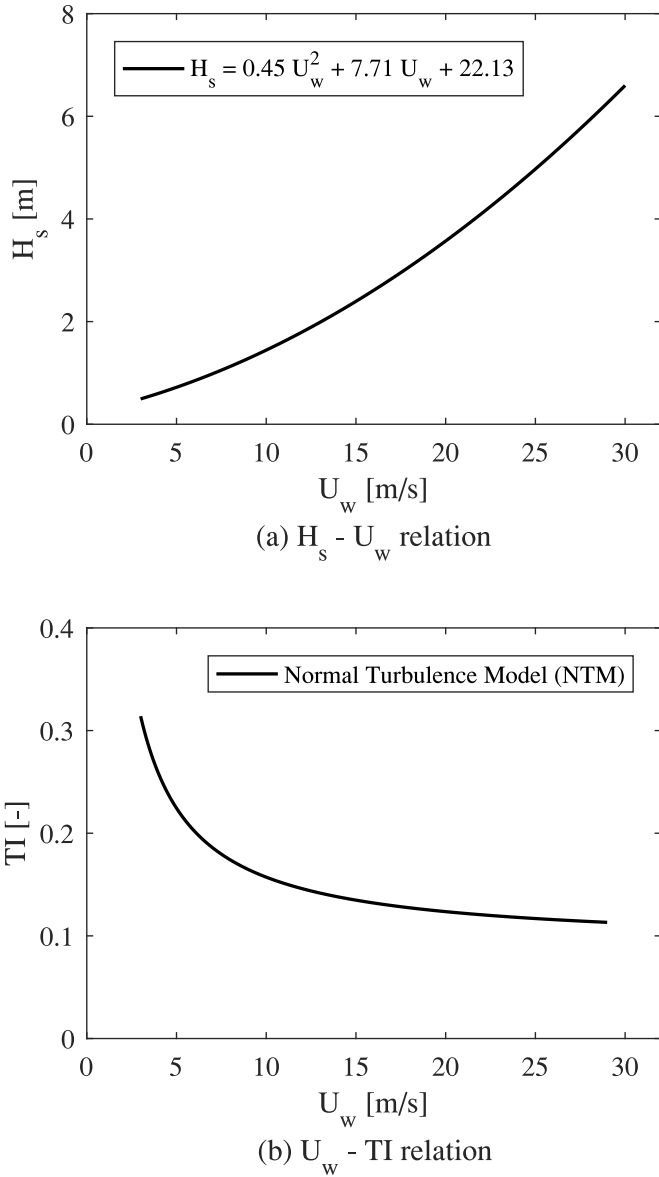 8
H_s = 0.45 U_w^2 + 7.71 U_w + 22.13
6
H_s [m]
4
2
0
0 5 10 15 20 25 30
U_w [m/s]
(a) H_s - U_w relation
0.4
Normal Turbulence Model (NTM)
0.3
TI [-]
0.2
0.1
0
0 5 10 15 20 25 30
U_w [m/s]
(b) U_w - TI relation